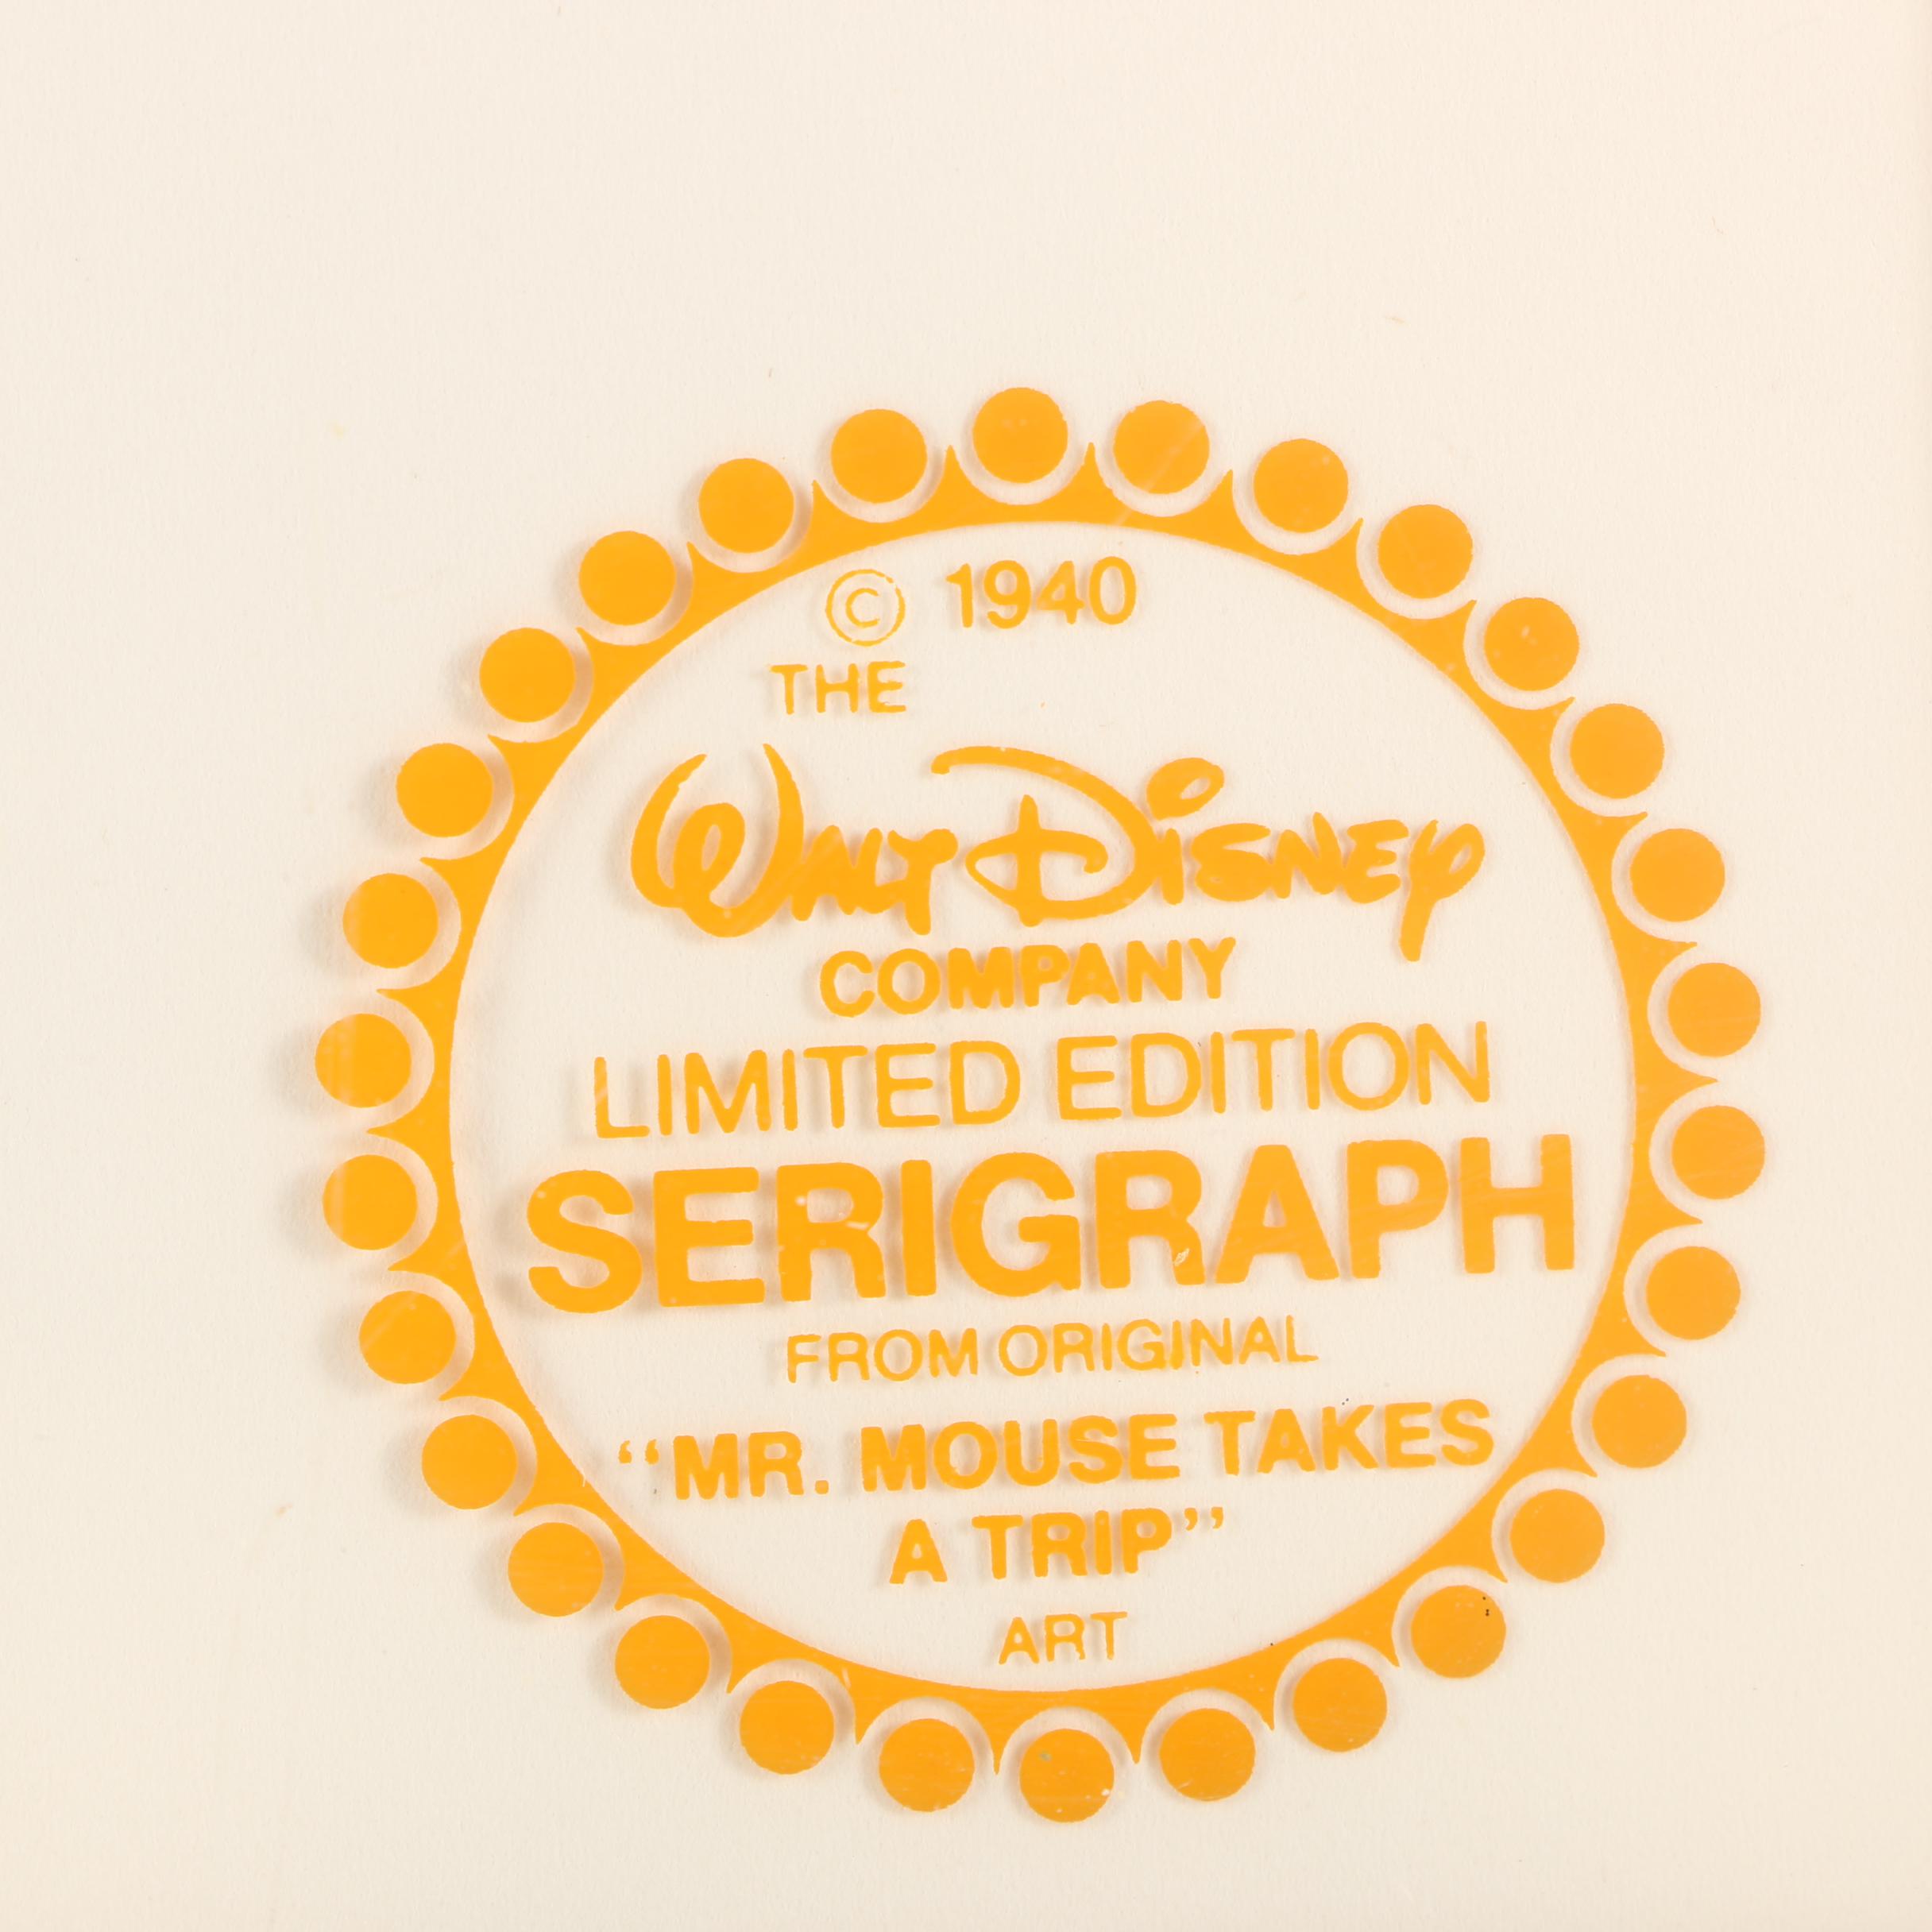 © 1940
THE
WALT DISNEY
COMPANY
LIMITED EDITION
SERIGRAPH
FROM ORIGINAL
“MR. MOUSE TAKES
A TRIP”
ART